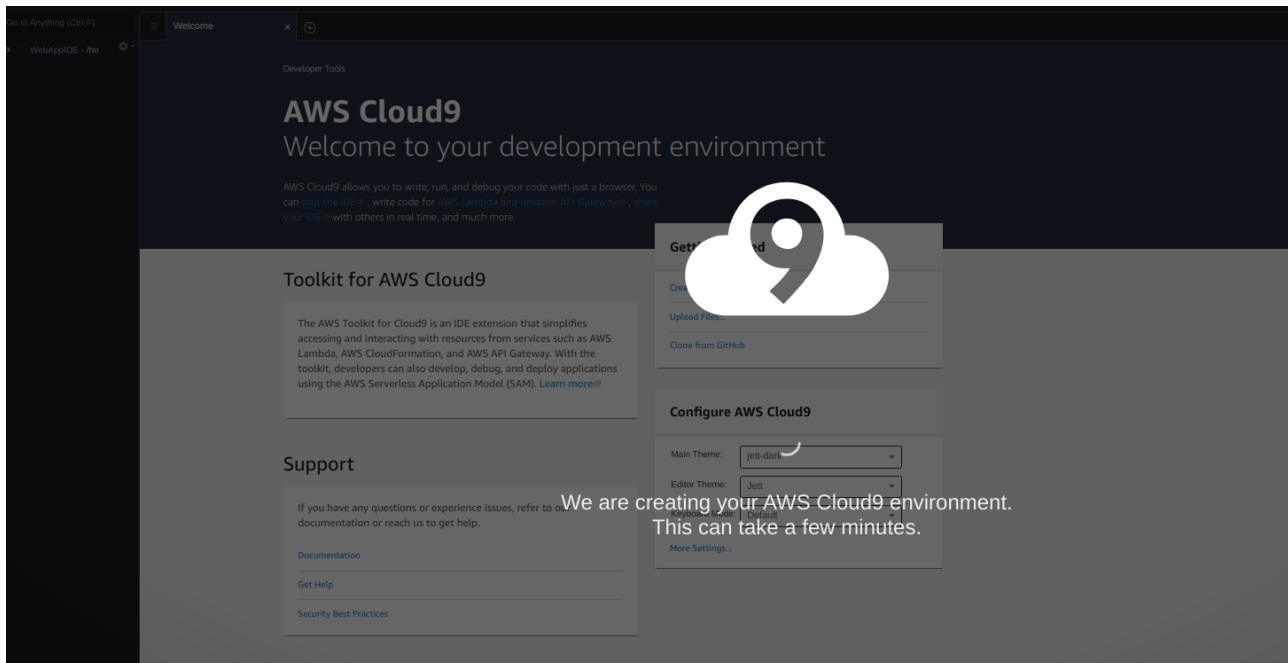 Go to Anything (Ctrl-P)
Welcome
WebAppIDE - /ho
Developer Tools
AWS Cloud9
Welcome to your development environment
AWS Cloud9 allows you to write, run, and debug your code with just a browser. You
can tour the IDE , write code for AWS Lambda and Amazon API Gateway , share
your IDE with others in real time, and much more.
Toolkit for AWS Cloud9
The AWS Toolkit for Cloud9 is an IDE extension that simplifies
accessing and interacting with resources from services such as AWS
Lambda, AWS CloudFormation, and AWS API Gateway. With the
toolkit, developers can also develop, debug, and deploy applications
using the AWS Serverless Application Model (SAM). Learn more
Support
If you have any questions or experience issues, refer to our
documentation or reach us to get help.
Documentation
Get Help
Security Best Practices
9
Upload Files...
Clone from GitHub
Configure AWS Cloud9
Main Theme: jett-dark
Editor Theme: Jett
Keyboard Mode: Default
More Settings...
We are creating your AWS Cloud9 environment.
This can take a few minutes.